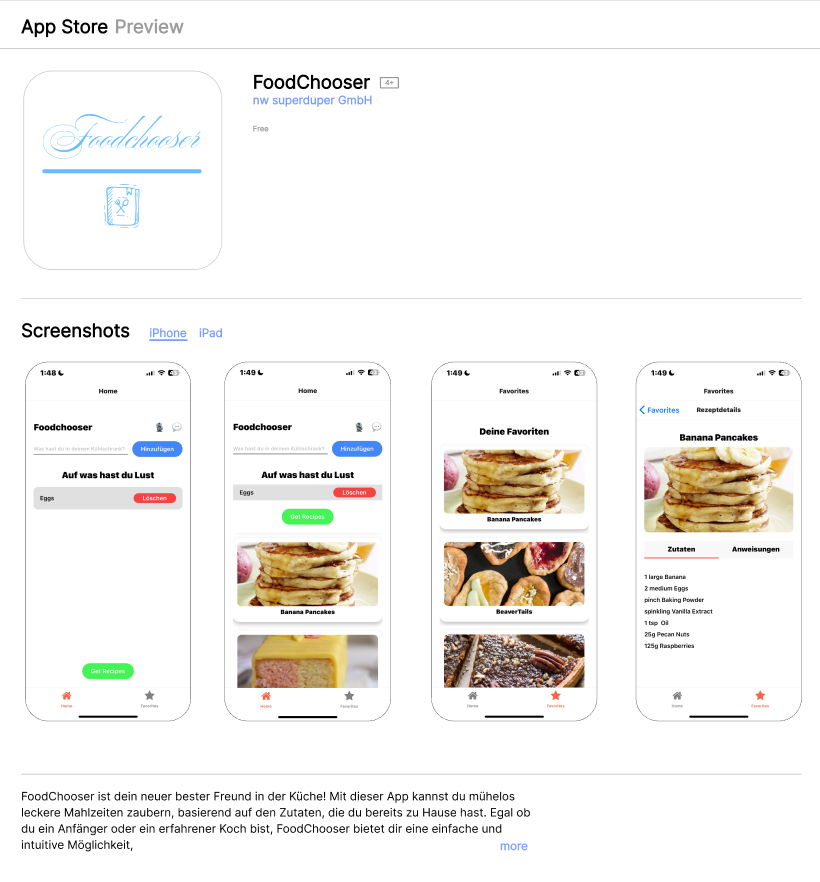 App Store Preview
Foodchooser
FoodChooser 4+
nw superduper GmbH
Free
Screenshots iPhone iPad
1:48
Home
Foodchooser
Was hast du in deinem Kühlschrank?
Hinzufügen
Auf was hast du Lust
Eggs
Löschen
Get Recipes
Home
Favorites
1:49
Home
Foodchooser
Was hast du in deinem Kühlschrank?
Hinzufügen
Auf was hast du Lust
Eggs
Löschen
Get Recipes
Banana Pancakes
Home
Favorites
1:49
Favorites
Deine Favoriten
Banana Pancakes
BeaverTails
Home
Favorites
1:49
Favorites
Favorites
Rezeptdetails
Banana Pancakes
Zutaten
Anweisungen
1 large Banana
2 medium Eggs
pinch Baking Powder
spinkling Vanilla Extract
1 tsp Oil
25g Pecan Nuts
125g Raspberries
Home
Favorites
FoodChooser ist dein neuer bester Freund in der Küche! Mit dieser App kannst du mühelos
leckere Mahlzeiten zaubern, basierend auf den Zutaten, die du bereits zu Hause hast. Egal ob
du ein Anfänger oder ein erfahrener Koch bist, FoodChooser bietet dir eine einfache und
intuitive Möglichkeit,
more